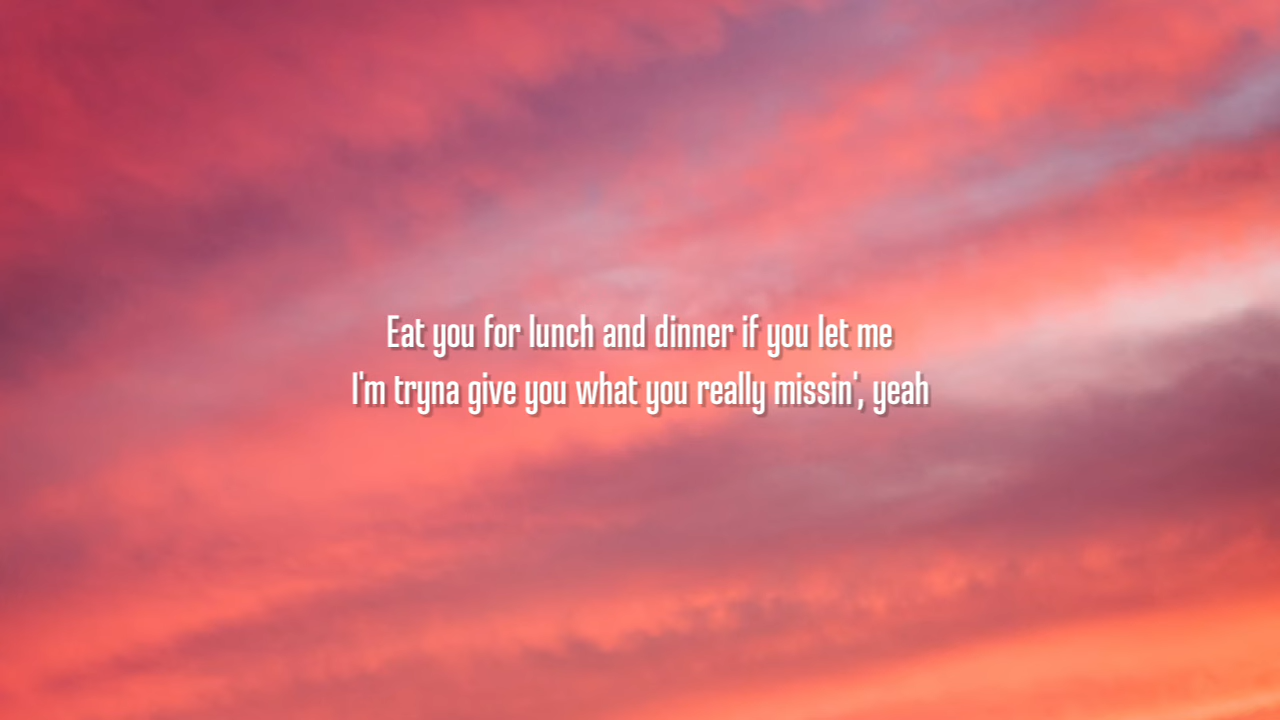 Eat you for lunch and dinner if you let me
I'm tryna give you what you really missin', yeah